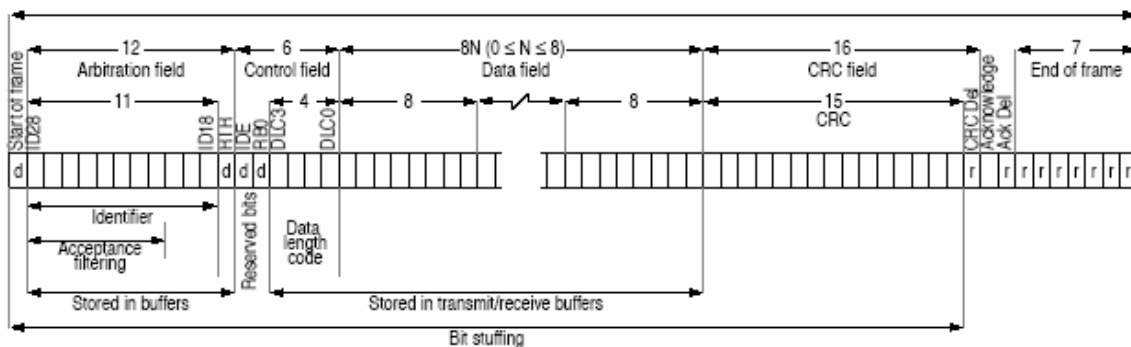 12
6
8N (0 ≤ N ≤ 8)
16
7
Arbitration field
Control field
Data field
CRC field
End of frame
11
4
8
8
15
CRC
Start of frame
ID28
ID18
RTR
IDE
RB0
DLC3
DLC0
CRC Del
Acknowledge
Ack Del
d
d
d
d
r
r
r
r
r
r
r
r
r
Identifier
Acceptance
filtering
Reserved bits
Data
length
code
Stored in buffers
Stored in transmit/receive buffers
Bit stuffing